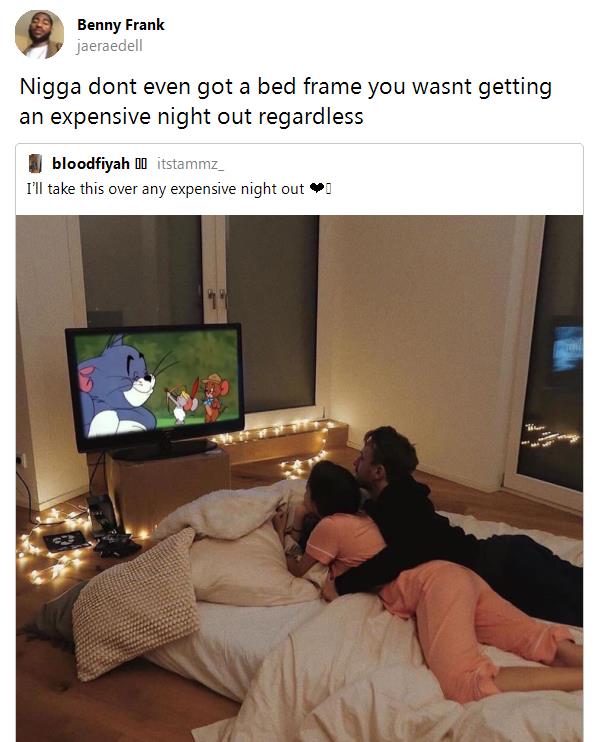 Benny Frank
jaeraedell
Nigga dont even got a bed frame you wasnt getting
an expensive night out regardless
bloodfiyah ▯▯ itstammz_
I'll take this over any expensive night out ❤▯